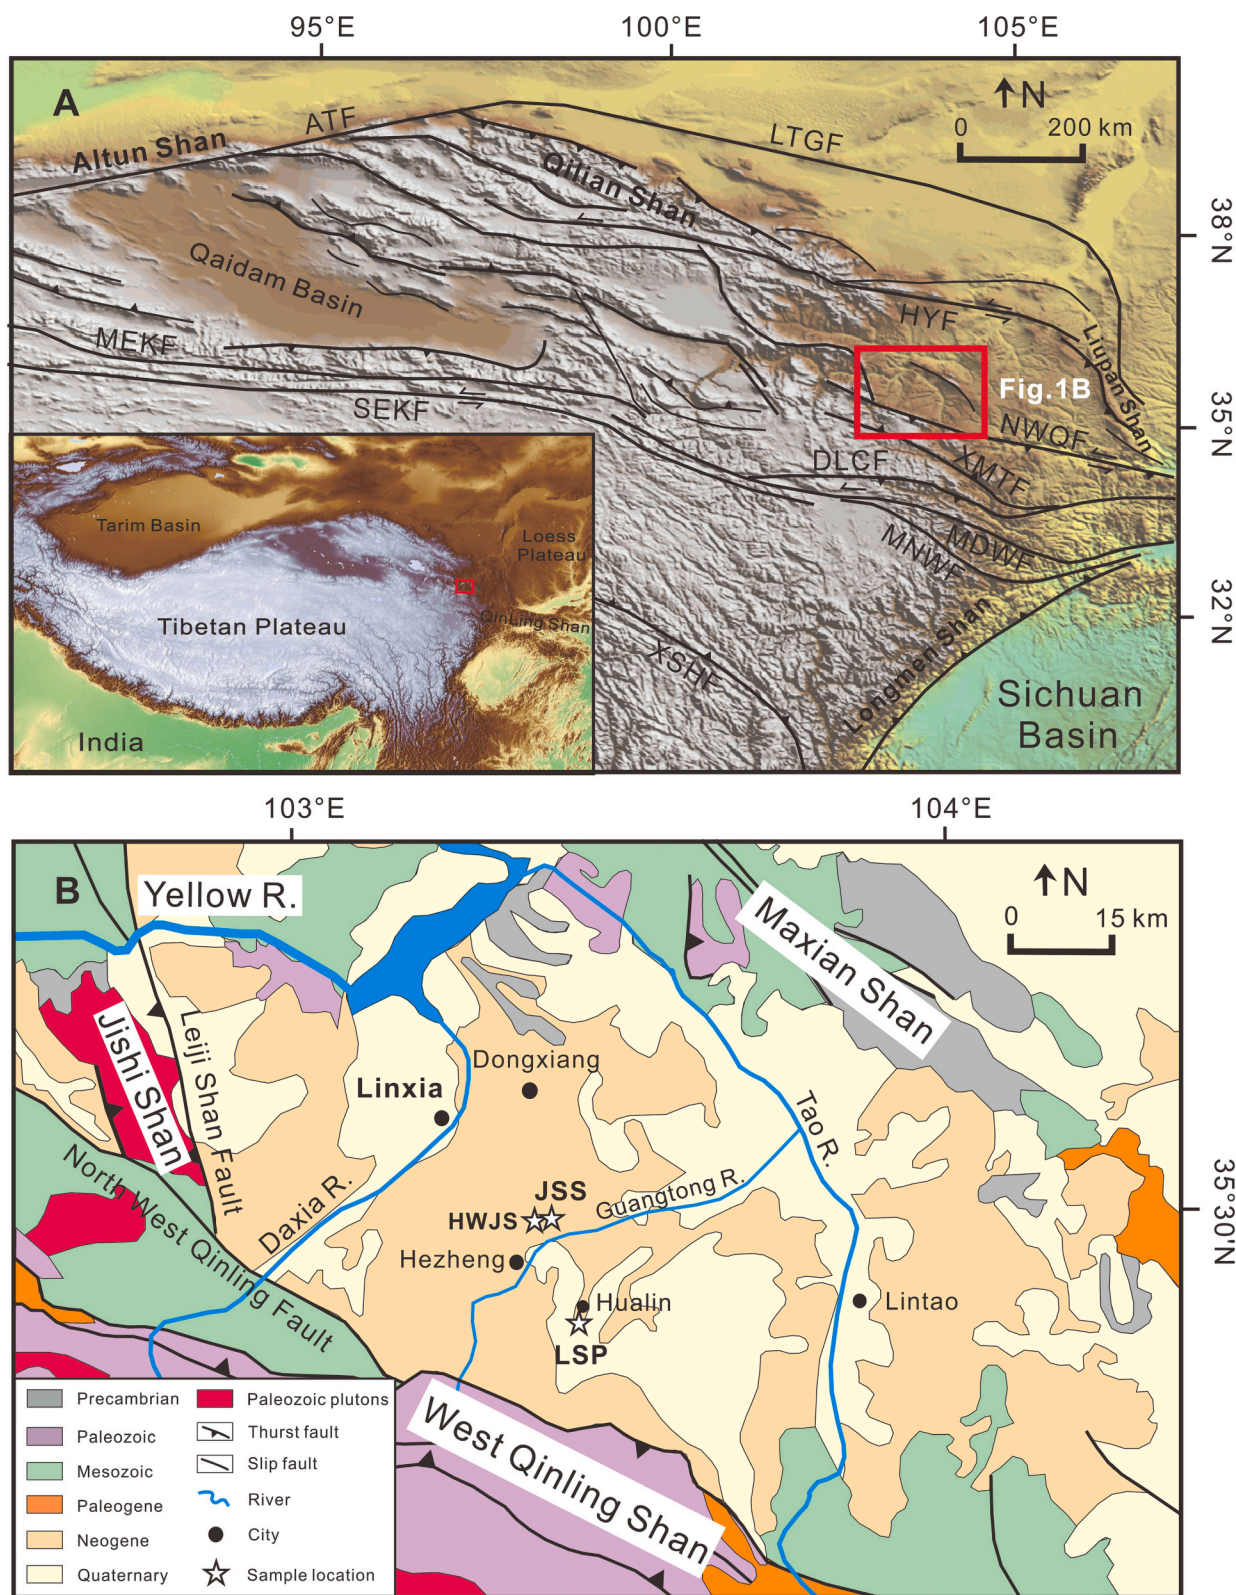 95°E
100°E
105°E
A
Altun Shan
ATF
Qilian Shan
LTGF
N
0
200 km
38°N
Qaidam Basin
MEKF
SEKF
HYF
Liupan Shan
Fig.1B
NWQF
35°N
DLCF
XMTF
MDWF
MNWF
32°N
XSHF
Longmen Shan
Sichuan
Basin
Tarim Basin
Loess
Plateau
Tibetan Plateau
QinLing Shan
India
103°E
104°E
B
Yellow R.
N
0
15 km
Maxian Shan
Jishi Shan
Leiji Shan Fault
Dongxiang
Linxia
Tao R.
North West Qinling Fault
Daxia R.
JSS
HWJS
Guangtong R.
35°30'N
Hezheng
Hualin
Lintao
LSP
West Qinling Shan
Precambrian
Paleozoic plutons
Paleozoic
Thurst fault
Mesozoic
Slip fault
Paleogene
River
Neogene
City
Quaternary
Sample location